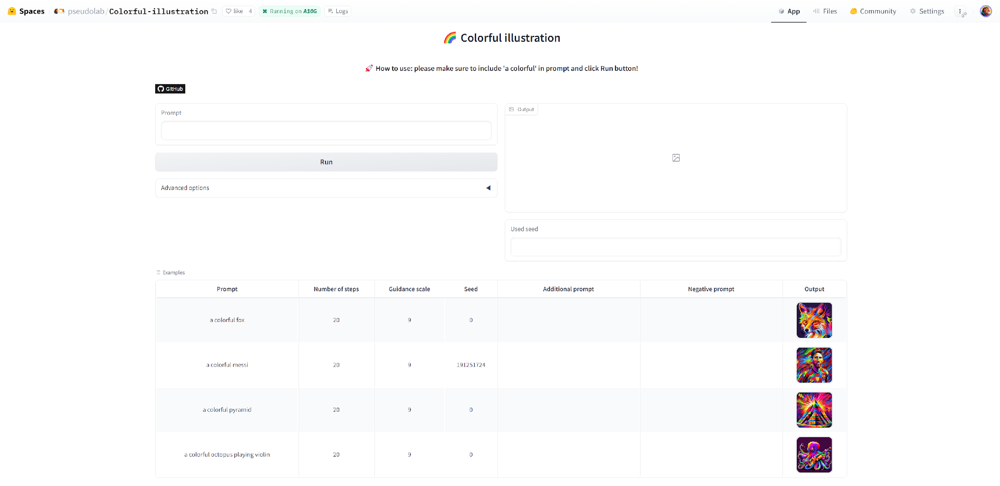 Spaces pseudolab/Colorful-illustration like 4 Running on A10G Logs App Files Community Settings
🌈 Colorful illustration
🚀 How to use: please make sure to include 'a colorful' in prompt and click Run button!
GitHub
Prompt
Run
Advanced options
Output
Used seed
Examples
Prompt Number of steps Guidance scale Seed Additional prompt Negative prompt Output
a colorful fox 20 9 0
a colorful messi 20 9 191251724
a colorful pyramid 20 9 0
a colorful octopus playing violin 20 9 0